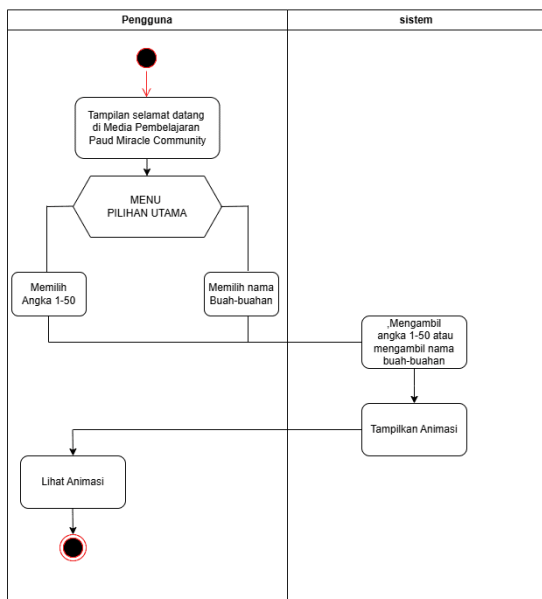 Pengguna
sistem
Tampilan selamat datang
di Media Pembelajaran
Paud Miracle Community
MENU
PILIHAN UTAMA
Memilih
Angka 1-50
Memilih nama
Buah-buahan
,Mengambil
angka 1-50 atau
mengambil nama
buah-buahan
Tampilkan Animasi
Lihat Animasi